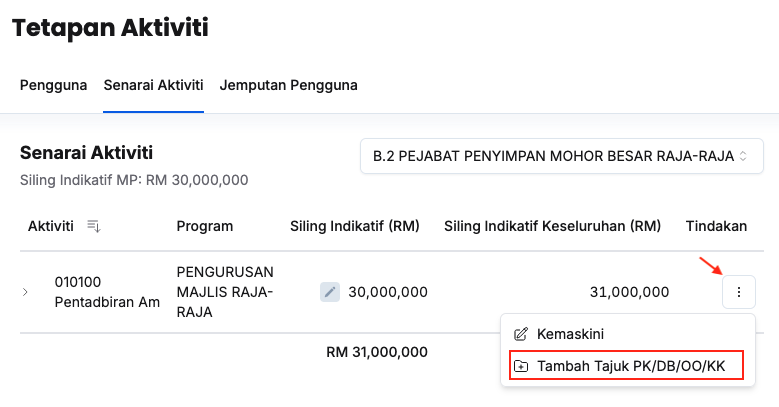 Tetapan Aktiviti
Pengguna Senarai Aktiviti Jemputan Pengguna
Senarai Aktiviti
B.2 PEJABAT PENYIMPAN MOHOR BESAR RAJA-RAJA
Siling Indikatif MP: RM 30,000,000
Aktiviti Program Siling Indikatif (RM) Siling Indikatif Keseluruhan (RM) Tindakan
010100
Pentadbiran Am
PENGURUSAN
MAJLIS RAJA-
RAJA
30,000,000 31,000,000
RM 31,000,000
Kemaskini
Tambah Tajuk PK/DB/OO/KK